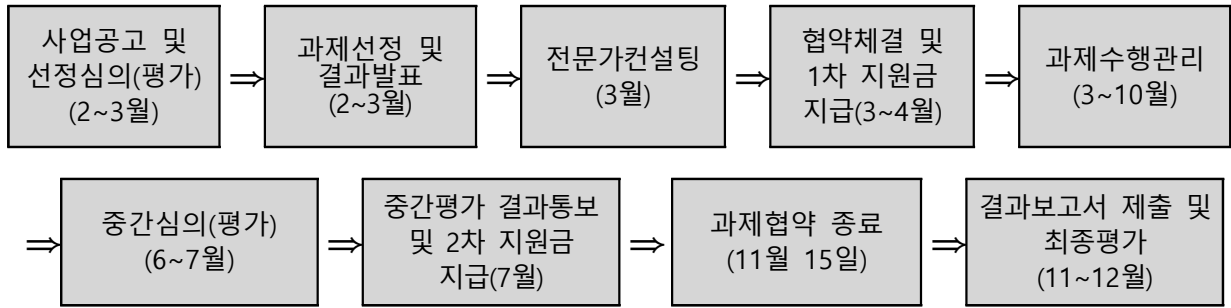 사업공고 및
선정심의(평가)
(2~3월)
⇒
과제선정 및
결과발표
(2~3월)
⇒
전문가컨설팅
(3월)
⇒
협약체결 및
1차 지원금
지급(3~4월)
⇒
과제수행관리
(3~10월)
⇒
중간심의(평가)
(6~7월)
⇒
중간평가 결과통보
및 2차 지원금
지급(7월)
⇒
과제협약 종료
(11월 15일)
⇒
결과보고서 제출 및
최종평가
(11~12월)